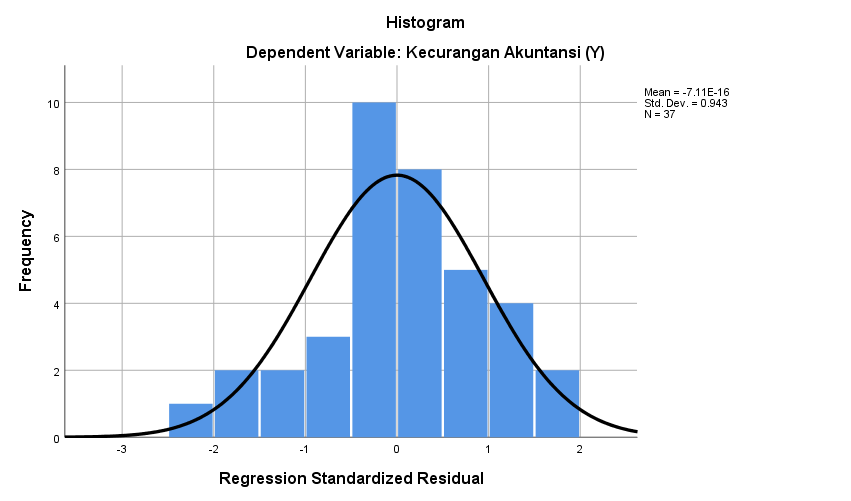 Histogram
Dependent Variable: Kecurangan Akuntansi (Y)
Mean = -7.11E-16
Std. Dev. = 0.943
N = 37
Frequency
10
8
6
4
2
0
-3
-2
-1
0
1
2
Regression Standardized Residual